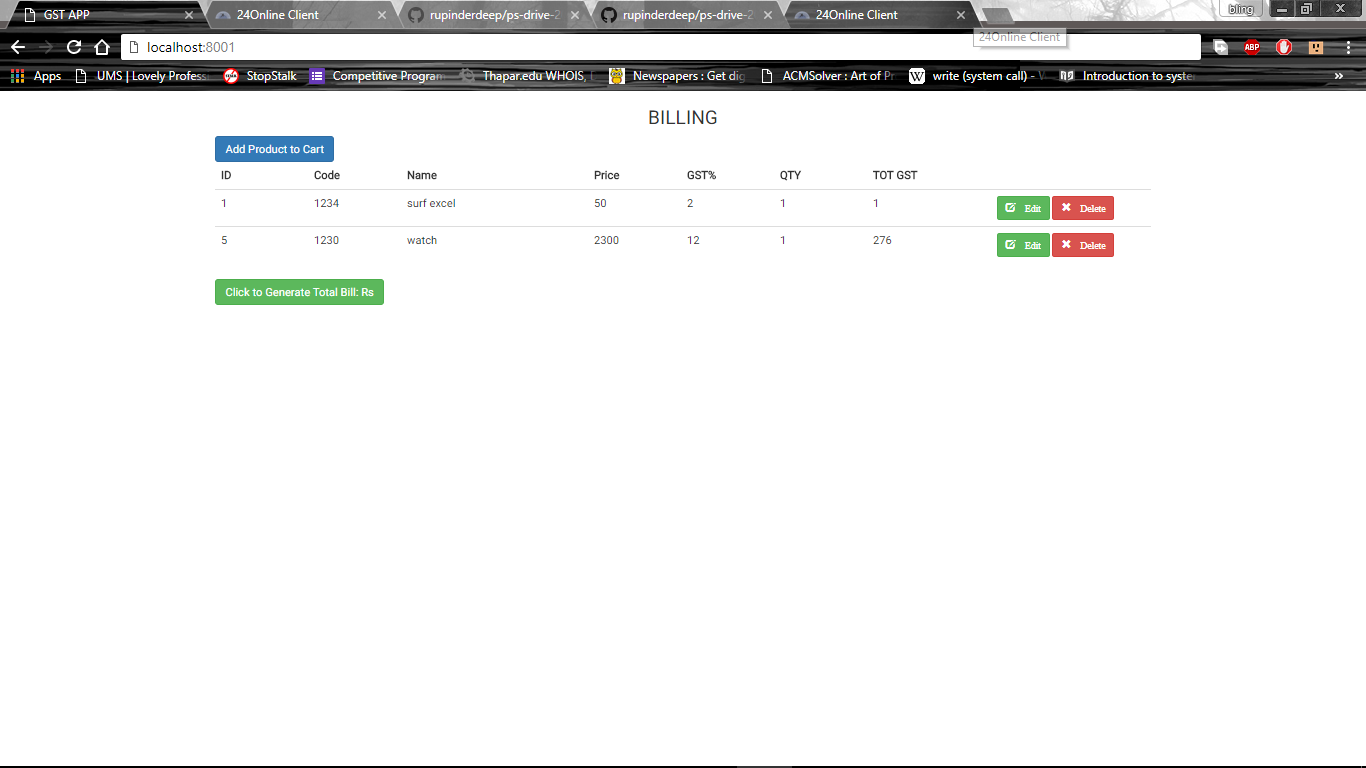 GST APP 24Online Client rupinderdeep/ps-drive-2 rupinderdeep/ps-drive-2 24Online Client bling
localhost:8001 24Online Client ABP
Apps UMS | Lovely Profess StopStalk Competitive Program Thapar.edu WHOIS, Newspapers : Get dig ACMSolver : Art of Pr W write (system call) - W Introduction to syste »
BILLING
Add Product to Cart
ID Code Name Price GST% QTY TOT GST
1 1234 surf excel 50 2 1 1 Edit Delete
5 1230 watch 2300 12 1 276 Edit Delete
Click to Generate Total Bill: Rs